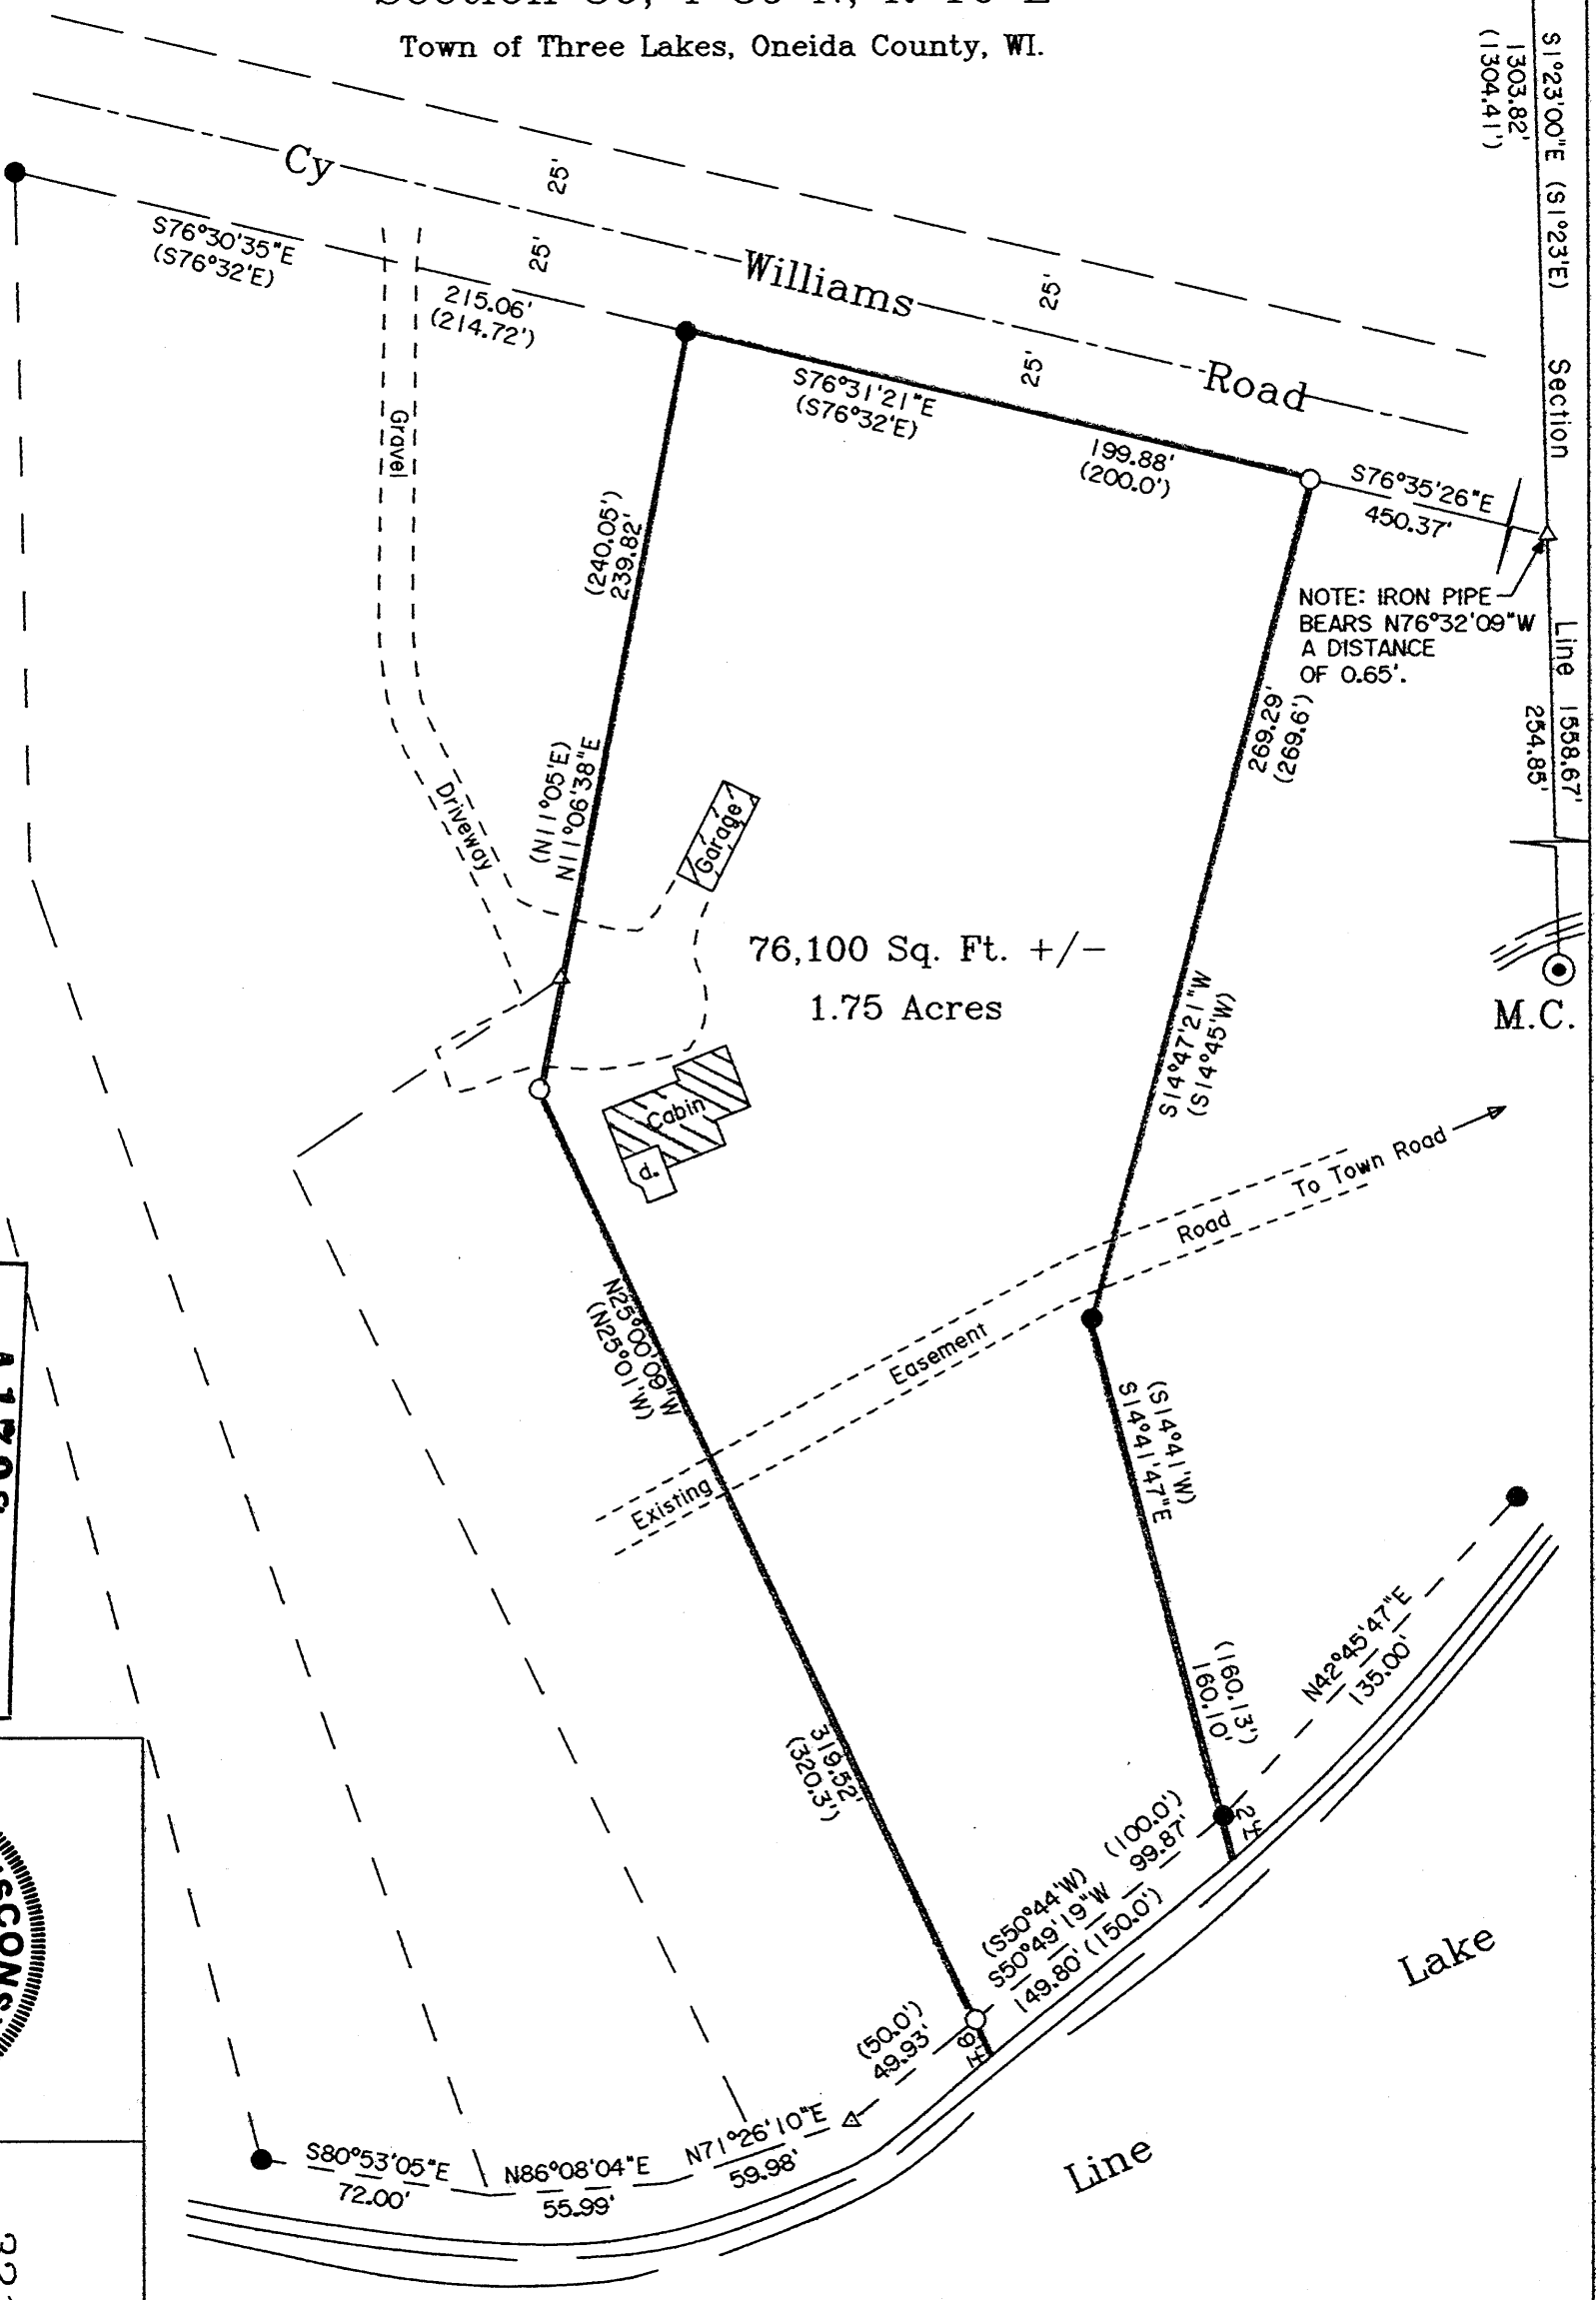 Town of Three Lakes, Oneida County, WI.
S1°23'00"E (S1°23'E) Section Line 1558.67'
1303.82'
(1304.41')
254.85'
Cy Williams Road
25'
25'
25'
25'
S76°30'35"E
(S76°32'E)
215.06'
(214.72')
S76°31'21"E
(S76°32'E)
199.88'
(200.0')
S76°35'26"E
450.37'
NOTE: IRON PIPE
BEARS N76°32'09"W
A DISTANCE
OF 0.65'.
Gravel
Driveway
(240.05')
239.82'
(N11°05'E)
N11°06'38"E
269.29'
(269.6')
Garage
76,100 Sq. Ft. +/-
1.75 Acres
M.C.
S14°47'21"W
(S14°45'W)
Cabin
d.
To Town Road
Existing Easement Road
N25°00'09"W
(N25°01'W)
(S14°41'W)
S14°41'47"E
319.52'
(320.3')
(160.13')
160.10'
N42°45'47"E
135.00'
(100.0')
99.87'
(S50°44'W)
S50°49'19"W
149.80' (150.0')
(50.0')
49.93'
N71°26'10"E
59.98'
N86°08'04"E
55.99'
S80°53'05"E
72.00'
Line Lake